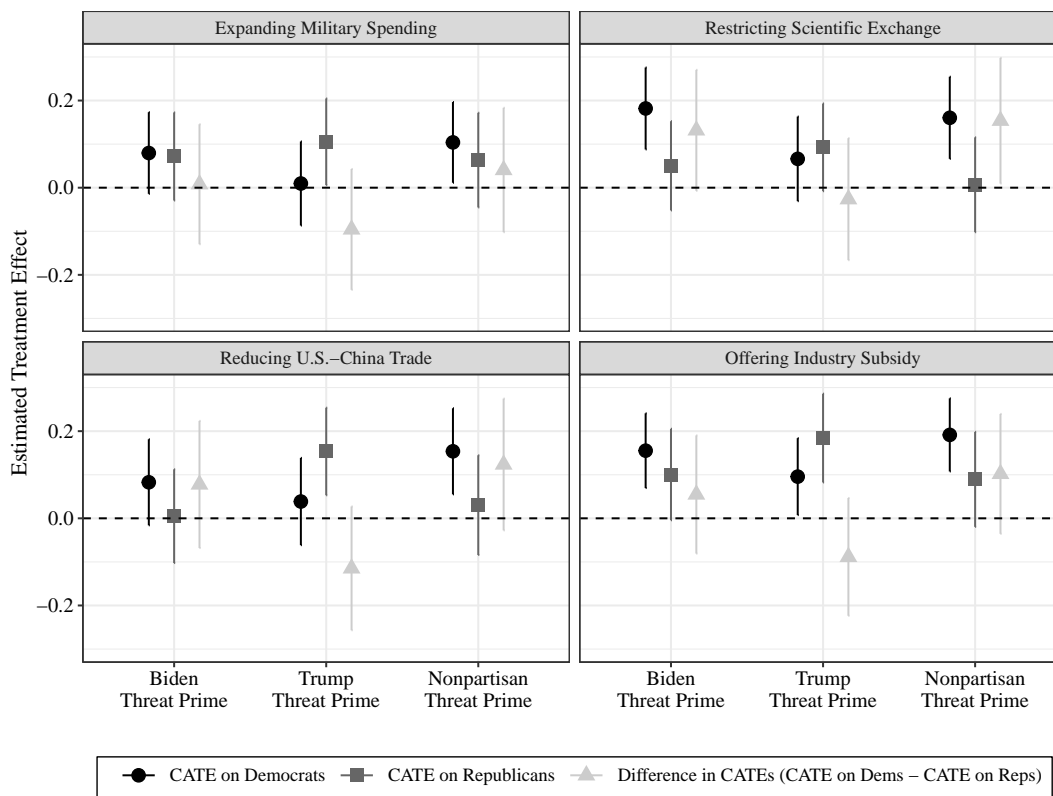 Expanding Military Spending
Restricting Scientific Exchange
Estimated Treatment Effect
0.2
0.0
−0.2
Reducing U.S.−China Trade
Offering Industry Subsidy
0.2
0.0
−0.2
Biden
Threat Prime
Trump
Threat Prime
Nonpartisan
Threat Prime
Biden
Threat Prime
Trump
Threat Prime
Nonpartisan
Threat Prime
CATE on Democrats
CATE on Republicans
Difference in CATEs (CATE on Dems − CATE on Reps)